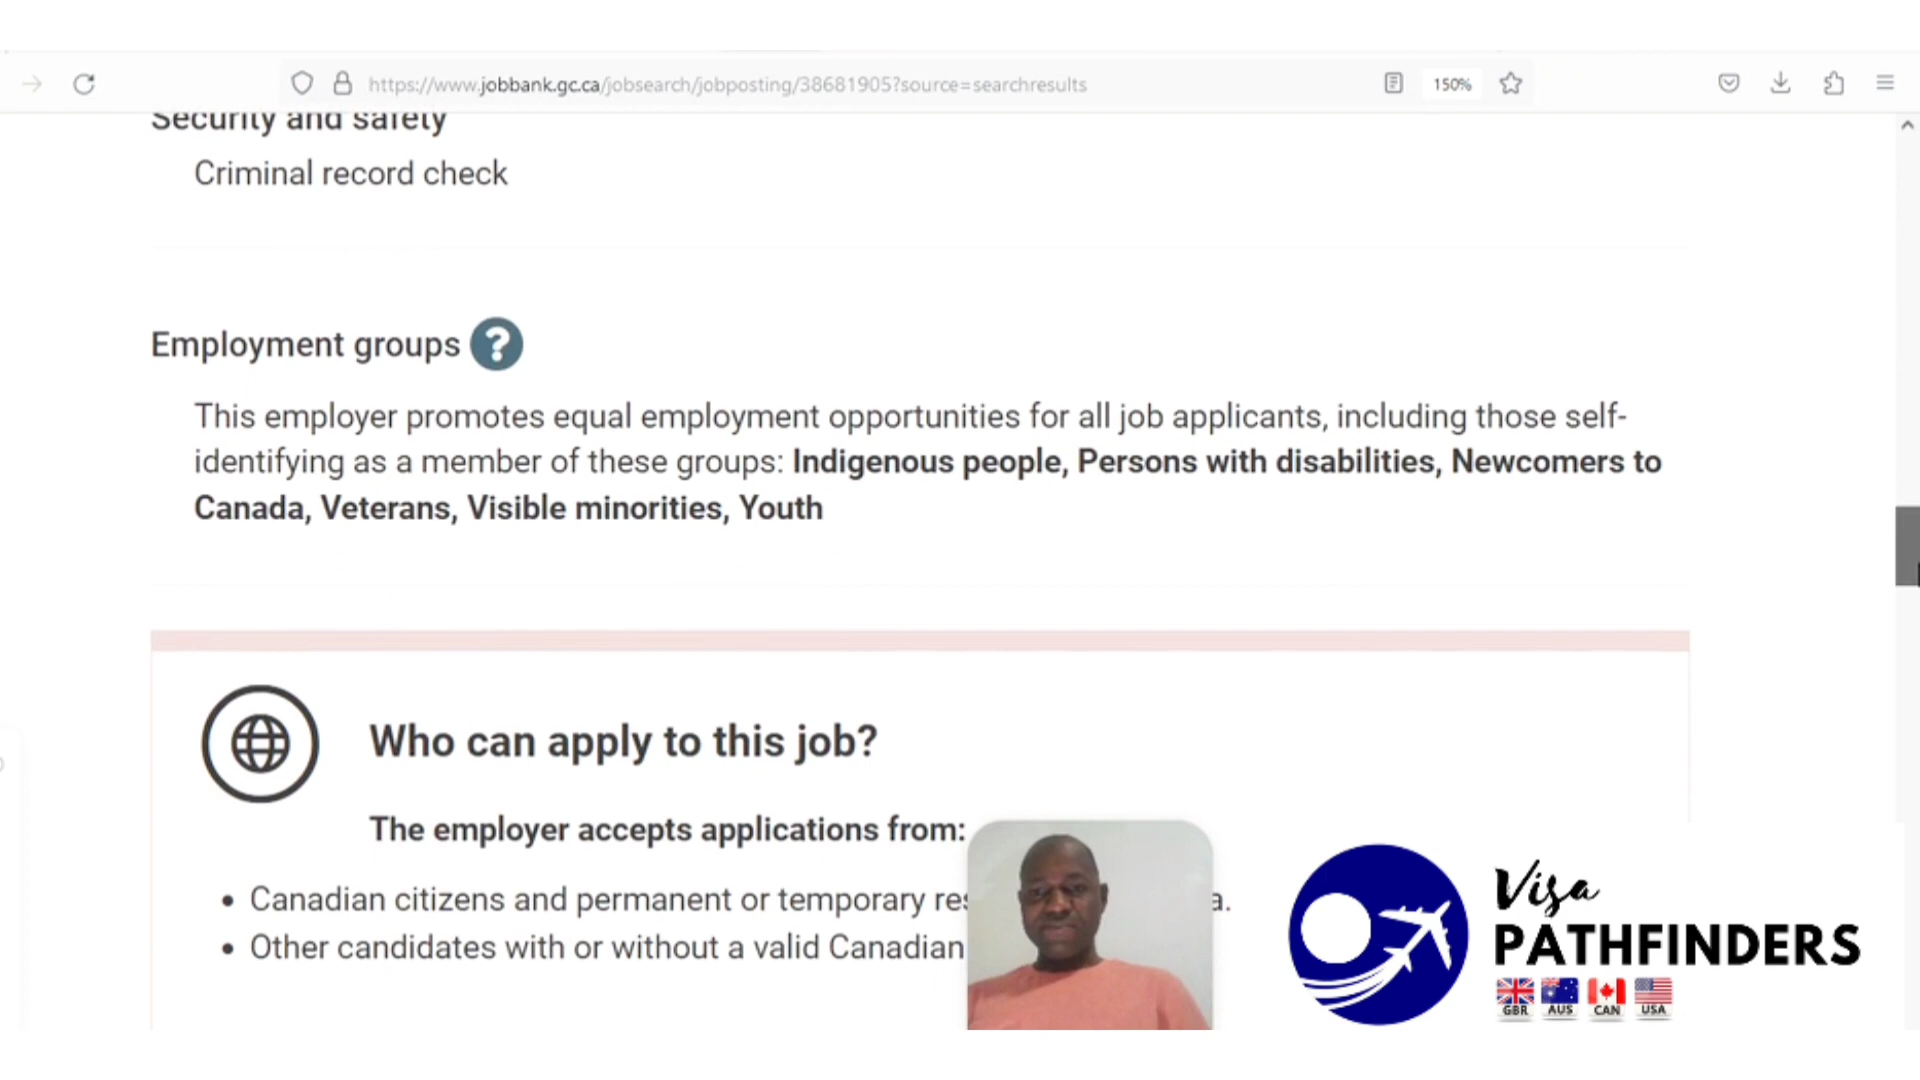 https://www.jobbank.gc.ca/jobsearch/jobposting/38681905?source=searchresults
150%
Security and safety
Criminal record check
Employment groups ?
This employer promotes equal employment opportunities for all job applicants, including those self-
identifying as a member of these groups: Indigenous people, Persons with disabilities, Newcomers to
Canada, Veterans, Visible minorities, Youth
Who can apply to this job?
The employer accepts applications from:
Canadian citizens and permanent or temporary a.
Other candidates with or without a valid Canadian
Visa
PATHFINDERS
GBR AUS CAN USA